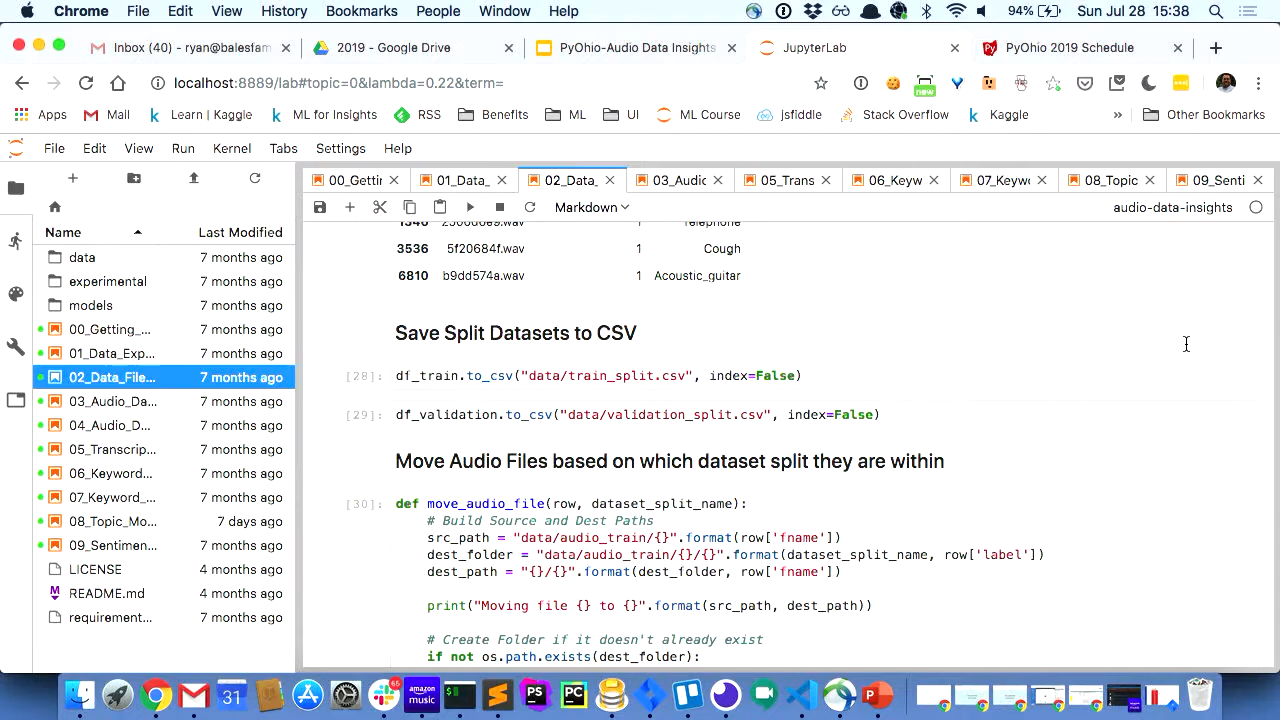 Chrome File Edit View History Bookmarks People Window Help 94% Sun Jul 28 15:38
Inbox (40) - ryan@balesfam 2019 - Google Drive PyOhio-Audio Data Insights JupyterLab PyOhio 2019 Schedule
localhost:8889/lab#topic=0&lambda=0.22&term= new
Apps Mail Learn | Kaggle ML for Insights RSS Benefits ML UI ML Course jsfiddle Stack Overflow Kaggle » Other Bookmarks
File Edit View Run Kernel Tabs Settings Help
00_Gettin 01_Data_ 02_Data_ 03_Audic 05_Trans 06_Keyw 07_Keyw 08_Topic 09_Senti
Markdown audio-data-insights
Name Last Modified
data 7 months ago
experimental 7 months ago
models 7 months ago
00_Getting_... 7 months ago
01_Data_Exp... 7 months ago
02_Data_File... 7 months ago
03_Audio_Da... 7 months ago
04_Audio_D... 7 months ago
05_Transcrip... 7 months ago
06_Keyword... 7 months ago
07_Keyword_... 7 months ago
08_Topic_Mo... 7 days ago
09_Sentimen... 7 months ago
LICENSE 4 months ago
README.md 4 months ago
requirement... 7 months ago
1 Telephone
3536 5f20684f.wav 1 Cough
6810 b9dd574a.wav 1 Acoustic_guitar
Save Split Datasets to CSV
[28]: df_train.to_csv("data/train_split.csv", index=False)
[29]: df_validation.to_csv("data/validation_split.csv", index=False)
Move Audio Files based on which dataset split they are within
[30]: def move_audio_file(row, dataset_split_name):
# Build Source and Dest Paths
src_path = "data/audio_train/{}".format(row['fname'])
dest_folder = "data/audio_train/{}/{}".format(dataset_split_name, row['label'])
dest_path = "{}/{}".format(dest_folder, row['fname'])
print("Moving file {} to {}".format(src_path, dest_path))
# Create Folder if it doesn't already exist
if not os.path.exists(dest_folder):
31 65 amazon music PS PC